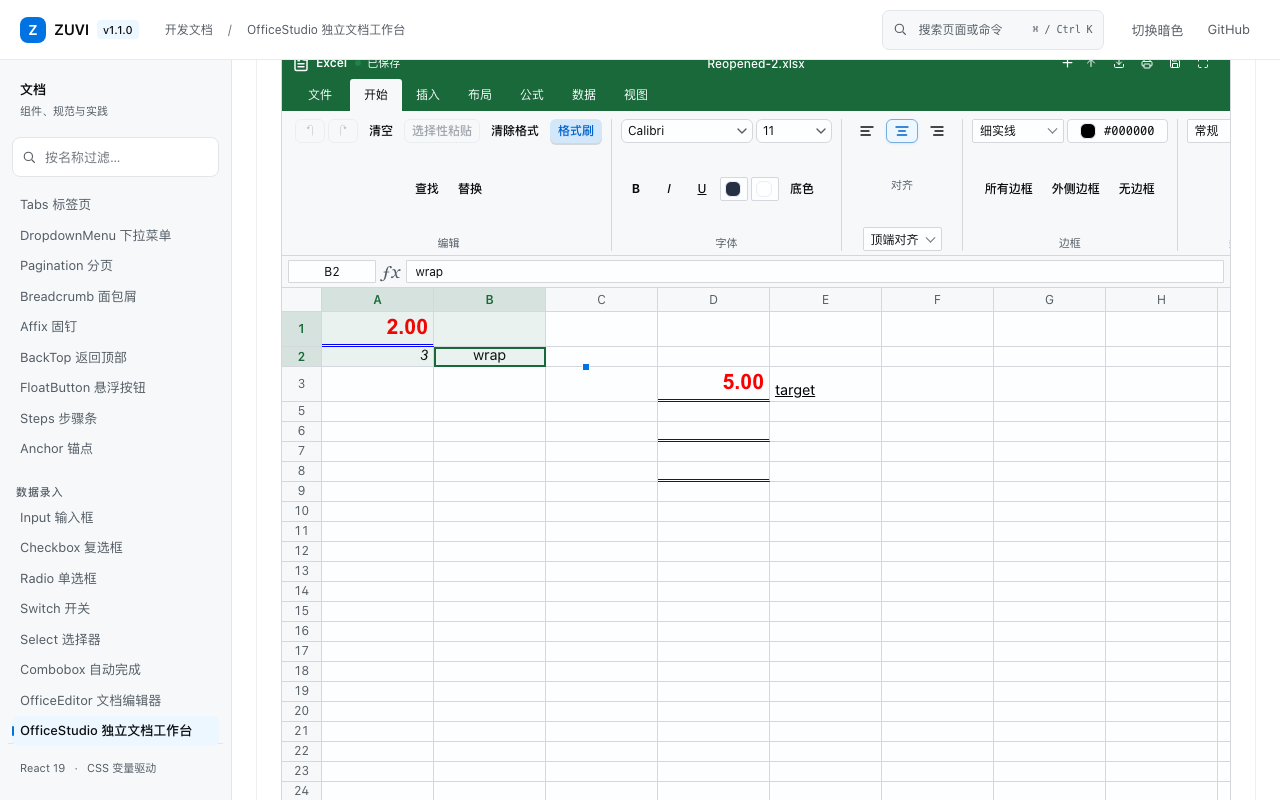 Z ZUVI v1.1.0 开发文档 / OfficeStudio 独立文档工作台 搜索页面或命令 ⌘ / Ctrl K 切换暗色 GitHub
文档
组件、规范与实践
按名称过滤...
Tabs 标签页
DropdownMenu 下拉菜单
Pagination 分页
Breadcrumb 面包屑
Affix 固钉
BackTop 返回顶部
FloatButton 悬浮按钮
Steps 步骤条
Anchor 锚点
数据录入
Input 输入框
Checkbox 复选框
Radio 单选框
Switch 开关
Select 选择器
Combobox 自动完成
OfficeEditor 文档编辑器
OfficeStudio 独立文档工作台
React 19 · CSS 变量驱动
Excel 已保存 Reopened-2.xlsx
文件 开始 插入 布局 公式 数据 视图
清空 选择性粘贴 清除格式 格式刷 Calibri 11 细实线 #000000 常规
查找 替换 B I U 底色 对齐 所有边框 外侧边框 无边框
编辑 字体 顶端对齐 边框
B2 fx wrap
A B C D E F G H
1 2.00
2 3 wrap
3 5.00 target
5
6
7
8
9
10
11
12
13
14
15
16
17
18
19
20
21
22
23
24